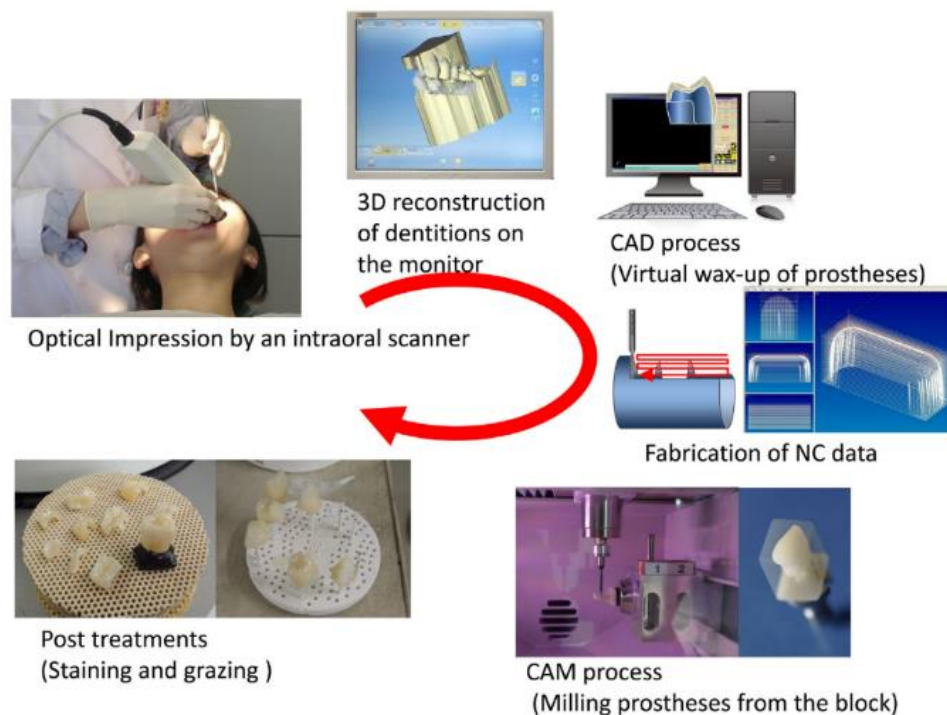 3D reconstruction
of dentitions on
the monitor
CAD process
(Virtual wax-up of prostheses)
Optical Impression by an intraoral scanner
Fabrication of NC data
1 2
Post treatments
(Staining and grazing )
CAM process
(Milling prostheses from the block)